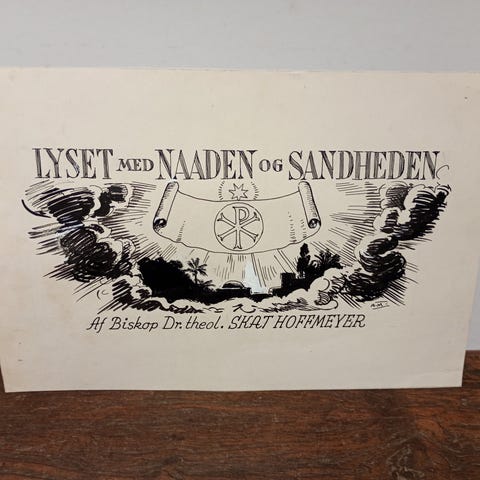 LYSET MED NAADEN OG SANDHEDEN
Af Biskop Dr. theol. SKAT HOFFMEYER